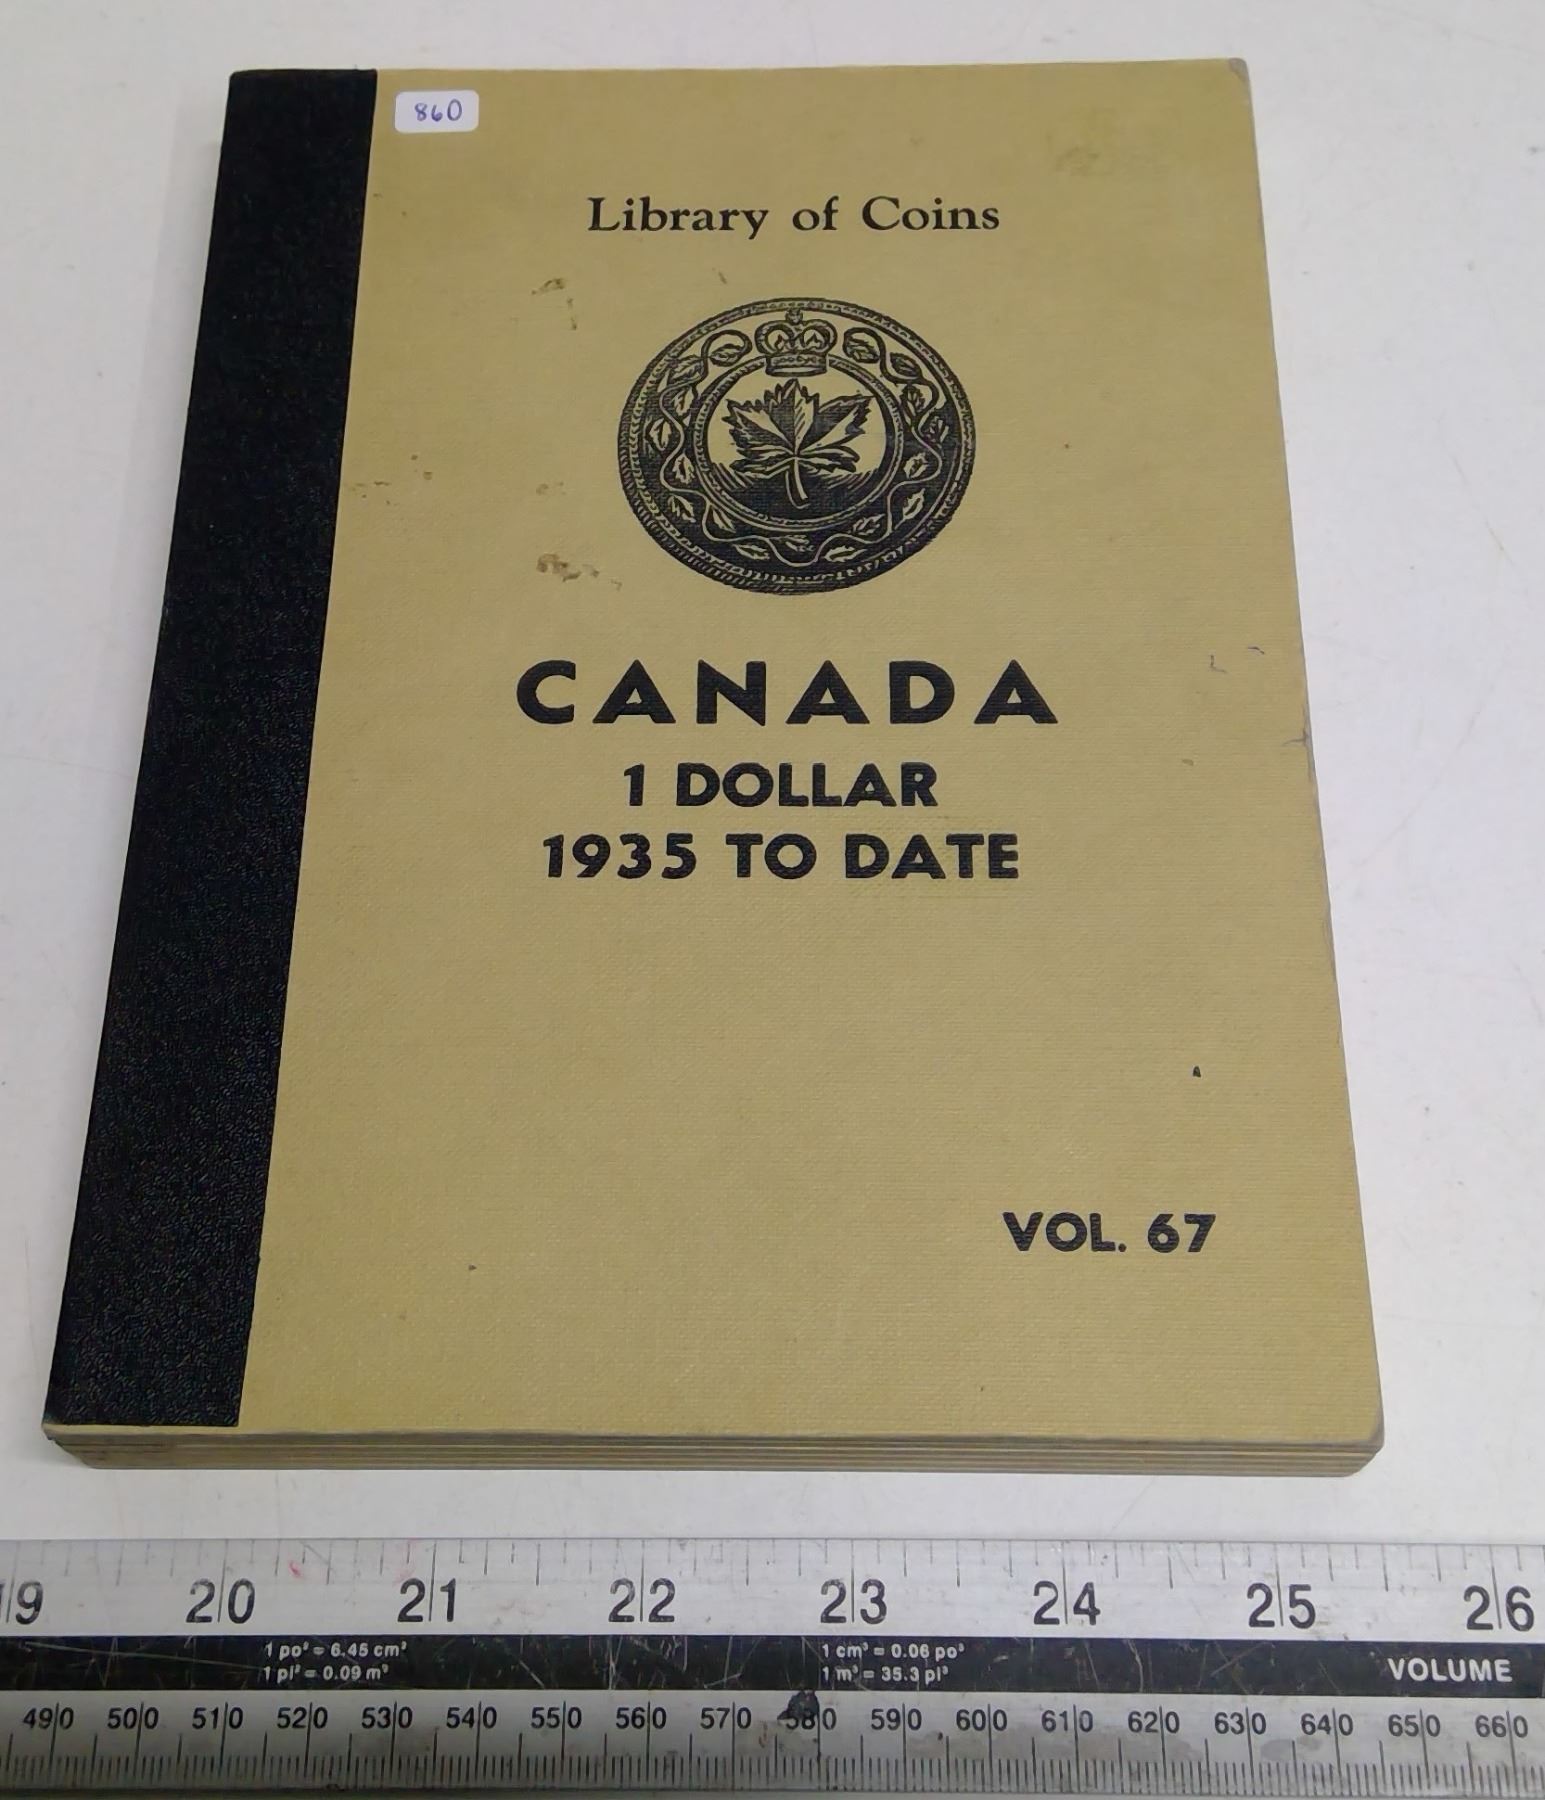 860
Library of Coins
CANADA
1 DOLLAR
1935 TO DATE
VOL. 67
19 20 21 22 23 24 25 26
1 po² = 6.45 cm² 1 cm³ = 0.06 po³
1 pl² = 0.09 m² 1 m³ = 35.3 pl³
VOLUME
490 500 510 520 530 540 550 560 570 580 590 600 610 620 630 640 650 660